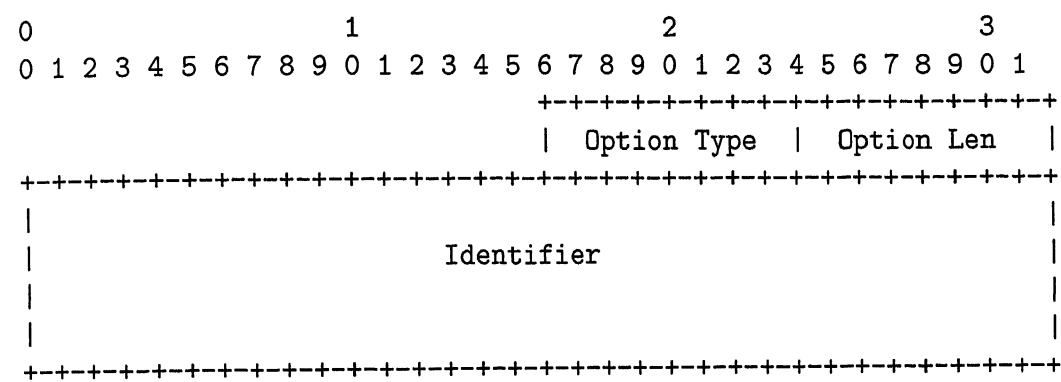 0                   1                   2                   3
0 1 2 3 4 5 6 7 8 9 0 1 2 3 4 5 6 7 8 9 0 1 2 3 4 5 6 7 8 9 0 1
                                +-+-+-+-+-+-+-+-+-+-+-+-+-+-+-+-+
                                |  Option Type  |  Option Len   |
+-+-+-+-+-+-+-+-+-+-+-+-+-+-+-+-+-+-+-+-+-+-+-+-+-+-+-+-+-+-+-+-+
|                                                               |
|                          Identifier                           |
|                                                               |
|                                                               |
+-+-+-+-+-+-+-+-+-+-+-+-+-+-+-+-+-+-+-+-+-+-+-+-+-+-+-+-+-+-+-+-+